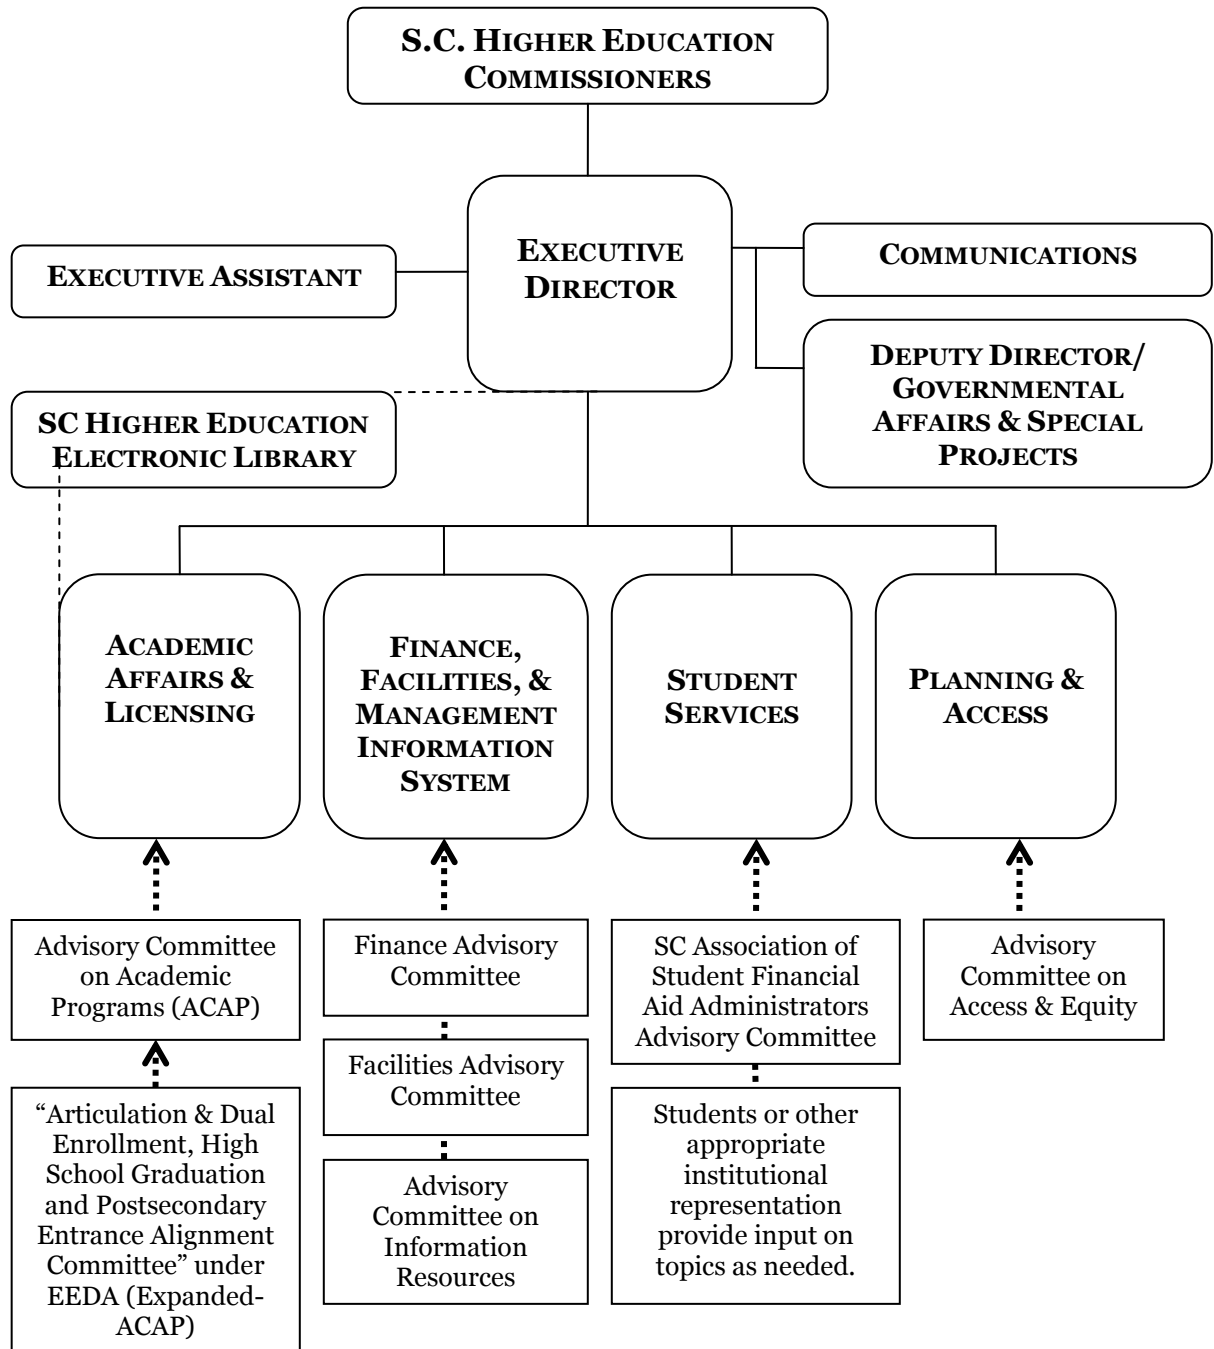 S.C. HIGHER EDUCATION
COMMISSIONERS
EXECUTIVE
DIRECTOR
EXECUTIVE ASSISTANT
COMMUNICATIONS
DEPUTY DIRECTOR/
GOVERNMENTAL
AFFAIRS & SPECIAL
PROJECTS
SC HIGHER EDUCATION
ELECTRONIC LIBRARY
ACADEMIC
AFFAIRS &
LICENSING
FINANCE,
FACILITIES, &
MANAGEMENT
INFORMATION
SYSTEM
STUDENT
SERVICES
PLANNING &
ACCESS
Advisory Committee
on Academic
Programs (ACAP)
“Articulation & Dual
Enrollment, High
School Graduation
and Postsecondary
Entrance Alignment
Committee” under
EEDA (Expanded-
ACAP)
Finance Advisory
Committee
Facilities Advisory
Committee
Advisory
Committee on
Information
Resources
SC Association of
Student Financial
Aid Administrators
Advisory Committee
Students or other
appropriate
institutional
representation
provide input on
topics as needed.
Advisory
Committee on
Access & Equity